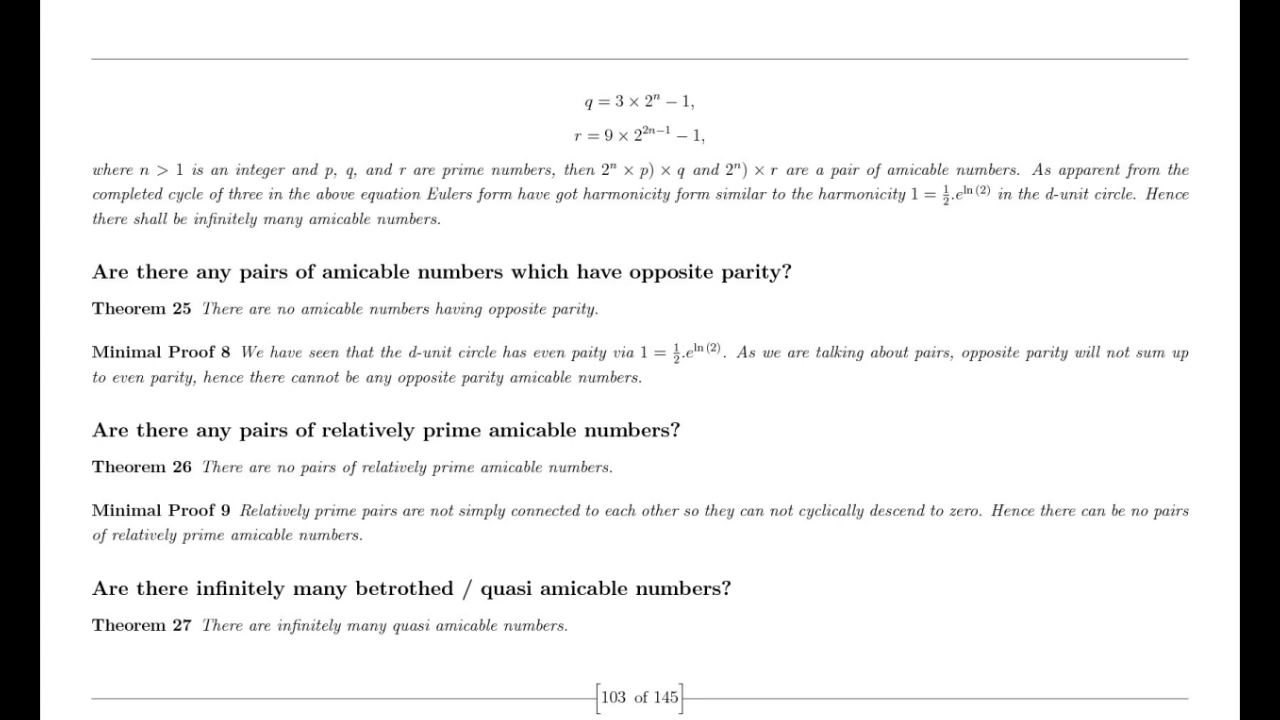 q = 3 × 2ⁿ − 1,
r = 9 × 2²ⁿ⁻¹ − 1,
where n > 1 is an integer and p, q, and r are prime numbers, then 2ⁿ × p) × q and 2ⁿ) × r are a pair of amicable numbers. As apparent from the
completed cycle of three in the above equation Eulers form have got harmonicity form similar to the harmonicity 1 = 1/2.e^ln (2) in the d-unit circle. Hence
there shall be infinitely many amicable numbers.
Are there any pairs of amicable numbers which have opposite parity?
Theorem 25 There are no amicable numbers having opposite parity.
Minimal Proof 8 We have seen that the d-unit circle has even paity via 1 = 1/2.e^ln (2). As we are talking about pairs, opposite parity will not sum up
to even parity, hence there cannot be any opposite parity amicable numbers.
Are there any pairs of relatively prime amicable numbers?
Theorem 26 There are no pairs of relatively prime amicable numbers.
Minimal Proof 9 Relatively prime pairs are not simply connected to each other so they can not cyclically descend to zero. Hence there can be no pairs
of relatively prime amicable numbers.
Are there infinitely many betrothed / quasi amicable numbers?
Theorem 27 There are infinitely many quasi amicable numbers.
[103 of 145]